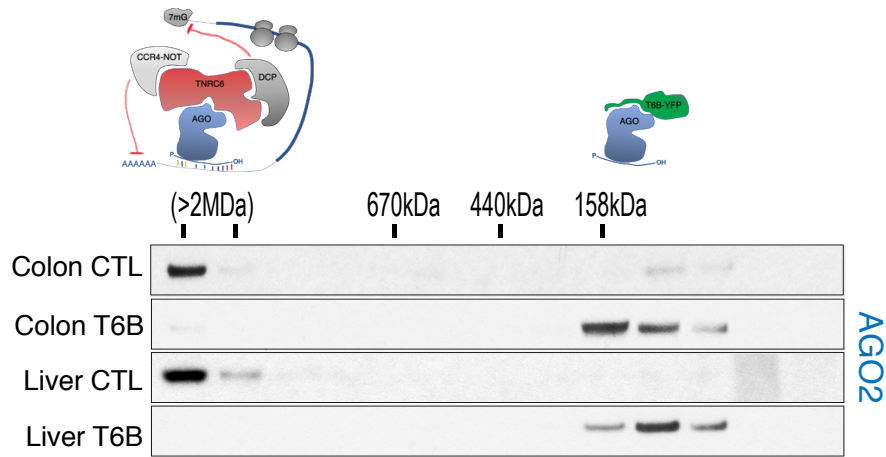 7mG
CCR4-NOT
TNRC6
DCP
AGO
P
OH
AAAAAA
T6B-YFP
AGO
P
OH
(>2MDa) 670kDa 440kDa 158kDa
Colon CTL
Colon T6B
Liver CTL
Liver T6B
AGO2